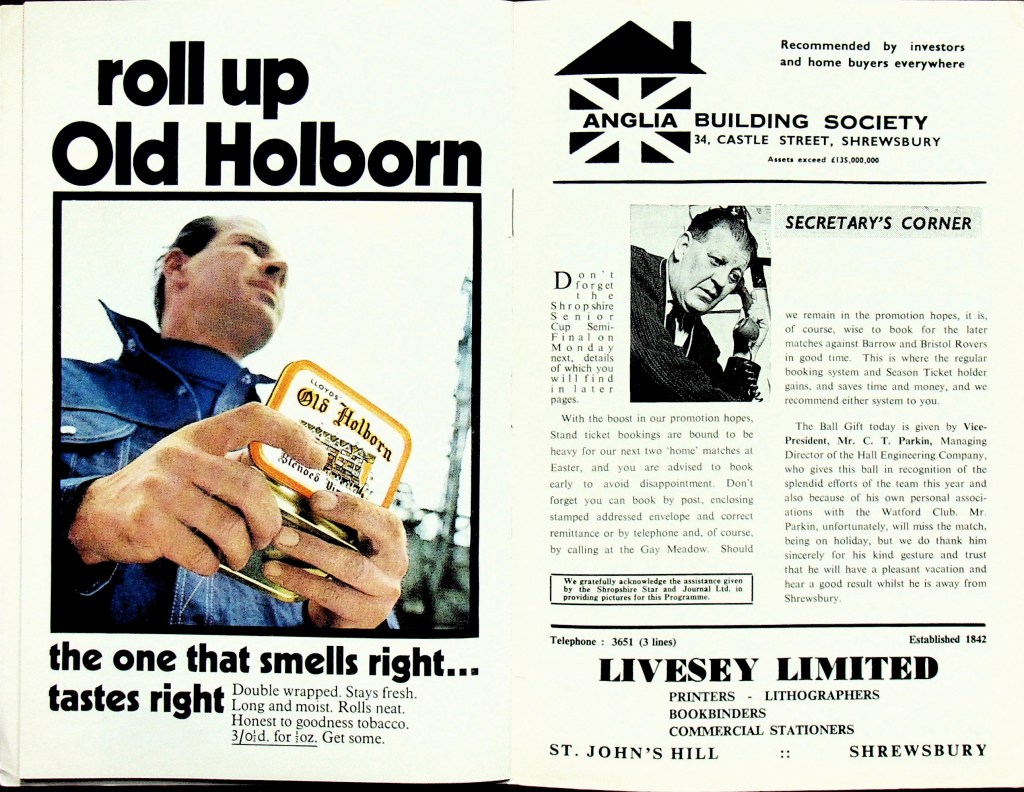 roll up
Old Holborn
LLOYDS
Old Holborn
Blended
the one that smells right...
tastes right
Double wrapped. Stays fresh.
Long and moist. Rolls neat.
Honest to goodness tobacco.
3/0½d. for ½oz. Get some.
Recommended by investors
and home buyers everywhere
ANGLIA BUILDING SOCIETY
34, CASTLE STREET, SHREWSBURY
Assets exceed £135,000,000
SECRETARY'S CORNER
Don't
forget
the
Shropshire
Senior
Cup Semi-
Final on
Monday
next, details
of which you
will find
in later
pages.
With the boost in our promotion hopes,
Stand ticket bookings are bound to be
heavy for our next two 'home' matches at
Easter, and you are advised to book
early to avoid disappointment. Don't
forget you can book by post, enclosing
stamped addressed envelope and correct
remittance or by telephone and, of course,
by calling at the Gay Meadow. Should
We gratefully acknowledge the assistance given
by the Shropshire Star and Journal Ltd. in
providing pictures for this Programme.
we remain in the promotion hopes, it is,
of course, wise to book for the later
matches against Barrow and Bristol Rovers
in good time. This is where the regular
booking system and Season Ticket holder
gains, and saves time and money, and we
recommend either system to you.
The Ball Gift today is given by Vice-
President, Mr. C. T. Parkin, Managing
Director of the Hall Engineering Company,
who gives this ball in recognition of the
splendid efforts of the team this year and
also because of his own personal associ-
ations with the Watford Club. Mr.
Parkin, unfortunately, will miss the match,
being on holiday, but we do thank him
sincerely for his kind gesture and trust
that he will have a pleasant vacation and
hear a good result whilst he is away from
Shrewsbury.
Telephone : 3651 (3 lines)
Established 1842
LIVESEY LIMITED
PRINTERS - LITHOGRAPHERS
BOOKBINDERS
COMMERCIAL STATIONERS
ST. JOHN'S HILL :: SHREWSBURY